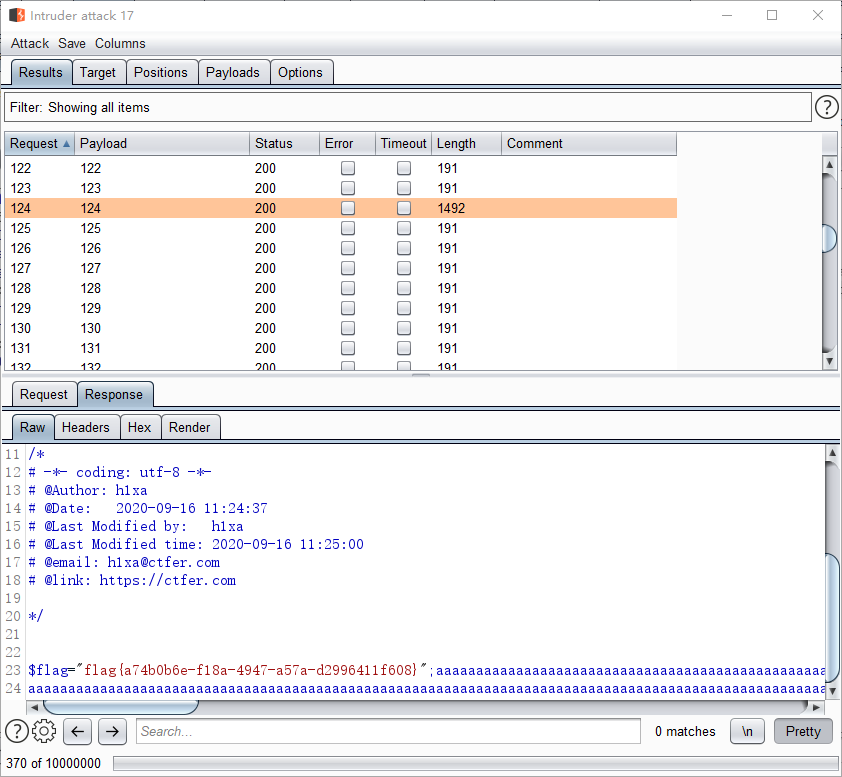 Intruder attack 17
Attack Save Columns
Results Target Positions Payloads Options
Filter: Showing all items ?
Request Payload Status Error Timeout Length Comment
122 122 200 191
123 123 200 191
124 124 200 1492
125 125 200 191
126 126 200 191
127 127 200 191
128 128 200 191
129 129 200 191
130 130 200 191
131 131 200 191
132 132 200 191
Request Response
Raw Headers Hex Render
11 /*
12 # -*- coding: utf-8 -*-
13 # @Author: h1xa
14 # @Date:   2020-09-16 11:24:37
15 # @Last Modified by:   h1xa
16 # @Last Modified time: 2020-09-16 11:25:00
17 # @email: h1xa@ctfer.com
18 # @link: https://ctfer.com
19
20 */
21
22
23 $flag="flag{a74b0b6e-f18a-4947-a57a-d2996411f608}";aaaaaaaaaaaaaaaaaaaaaaaaaaaaaaaaaaaaaaaaaaaaaaaaa
24 aaaaaaaaaaaaaaaaaaaaaaaaaaaaaaaaaaaaaaaaaaaaaaaaaaaaaaaaaaaaaaaaaaaaaaaaaaaaaaaaaaaaaaaaaaaaaaaaaaaa
? Search... 0 matches \n Pretty
370 of 10000000